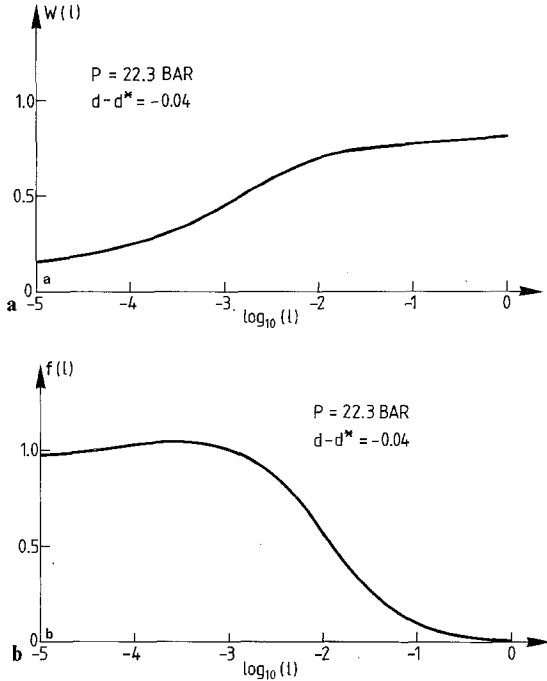 W(l)
P = 22.3 BAR
d-d* = -0.04
1.0
0.5
0
a
a
-5 -4 -3 -2 -1 0
log10(l)
f(l)
P = 22.3 BAR
d-d* = -0.04
1.0
0.5
0
b
b
-5 -4 -3 -2 -1 0
log10(l)